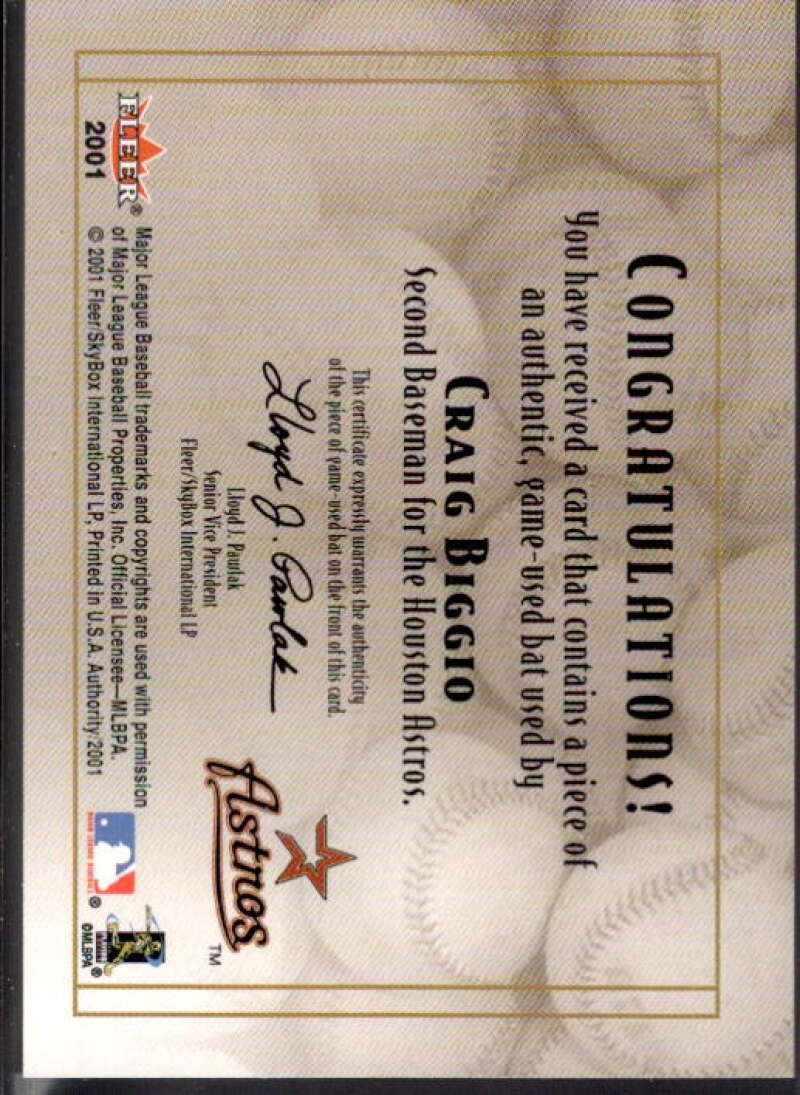 CONGRATULATIONS!
You have received a card that contains a piece of
an authentic, game-used bat used by
CRAIG BIGGIO
Second Baseman for the Houston Astros.
This certificate expressly warrants the authenticity
of the piece of game-used bat on the front of this card.
Lloyd J. Pawlak
Lloyd J. Pawlak
Senior Vice President
Fleer/SkyBox International LP
Astros™
FLEER®
2001
Major League Baseball trademarks and copyrights are used with permission
of Major League Baseball Properties, Inc. Official Licensee—MLBPA.
© 2001 Fleer/SkyBox International LP, Printed in U.S.A. Authority/2001
MAJOR LEAGUE BASEBALL ®
©MLBPA ®